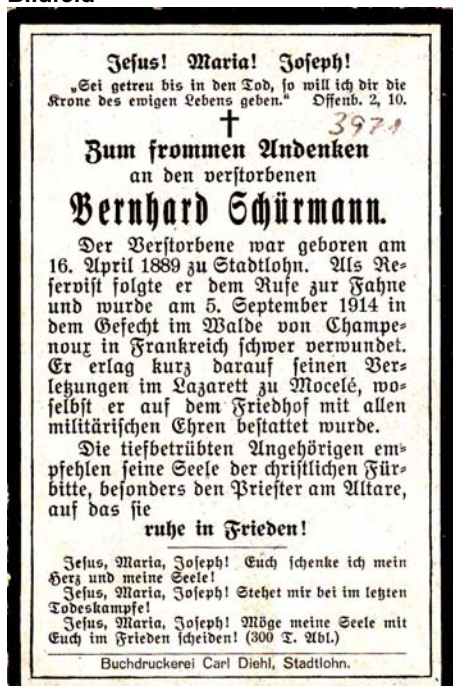 Bildfeld
Jesus! Maria! Joseph!
„Sei getreu bis in den Tod, so will ich dir die
Krone des ewigen Lebens geben.“ Offenb. 2, 10.
3971
Zum frommen Andenken
an den verstorbenen
Bernhard Schürmann.
Der Verstorbene war geboren am
16. April 1889 zu Stadtlohn. Als Re-
servist folgte er dem Rufe zur Fahne
und wurde am 5. September 1914 in
dem Gefecht im Walde von Champe-
noux in Frankreich schwer verwundet.
Er erlag kurz darauf seinen Ver-
letzungen im Lazarett zu Mocelé, wo-
selbst er auf dem Friedhof mit allen
militärischen Ehren bestattet wurde.
Die tiefbetrübten Angehörigen em-
pfehlen seine Seele der christlichen Für-
bitte, besonders den Priester am Altare,
auf das sie
ruhe in Frieden!
Jesus, Maria, Joseph! Euch schenke ich mein
Herz und meine Seele!
Jesus, Maria, Joseph! Stehet mir bei im letzten
Todeskampfe!
Jesus, Maria, Joseph! Möge meine Seele mit
Euch im Frieden scheiden! (300 T. Abl.)
Buchdruckerei Carl Diehl, Stadtlohn.